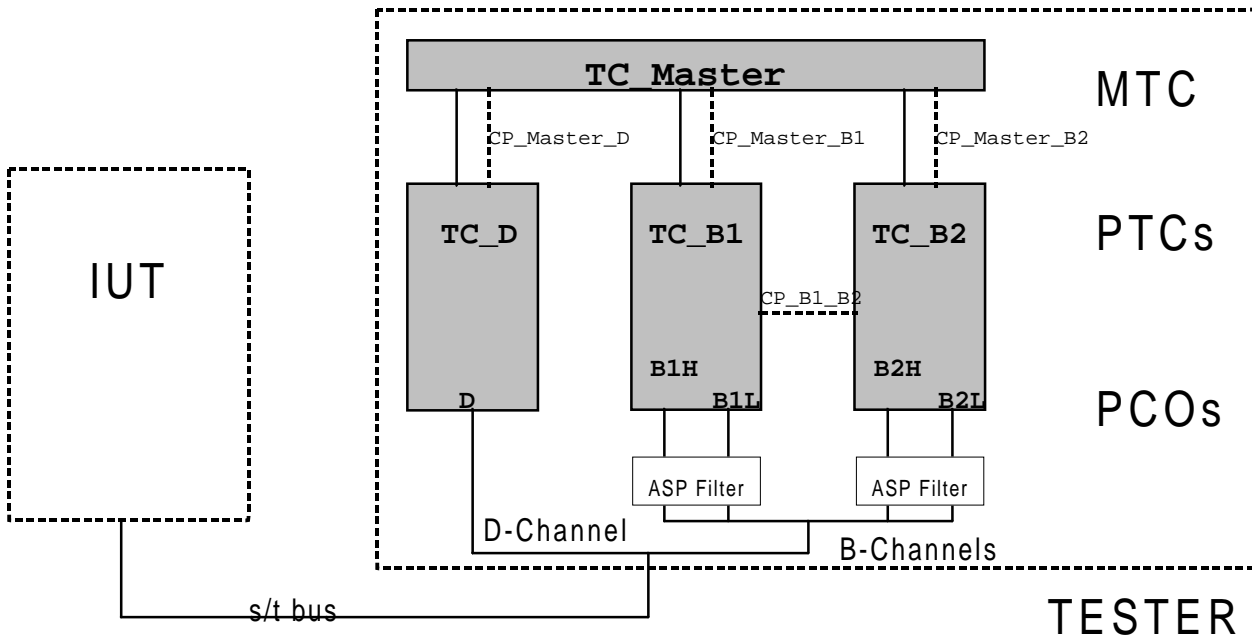 TC_Master
MTC
CP_Master_D
CP_Master_B1
CP_Master_B2
TC_D
TC_B1
TC_B2
PTCs
IUT
CP_B1_B2
B1H
B2H
D
B1L
B2L
PCOs
ASP Filter
ASP Filter
D-Channel
B-Channels
s/t bus
TESTER